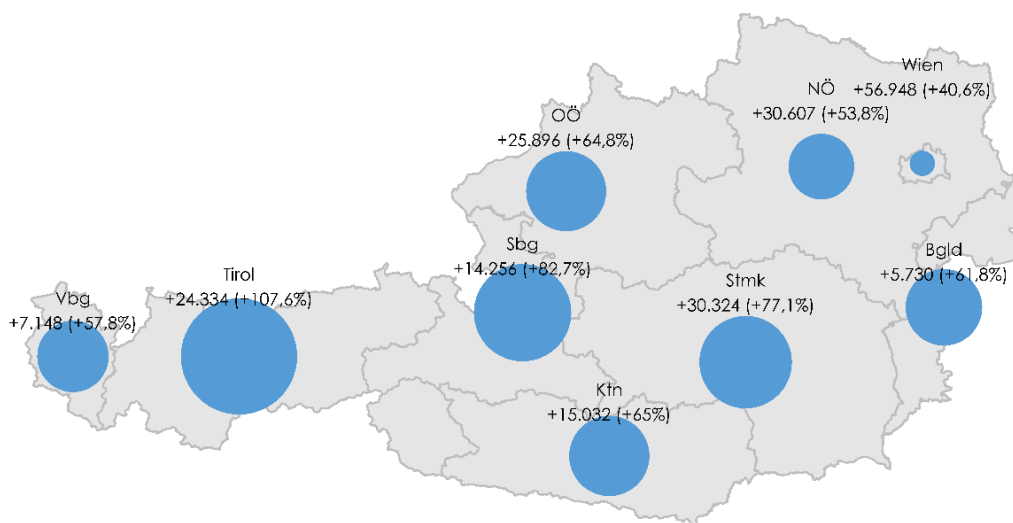 Wien
+56.948 (+40,6%)
NÖ
+30.607 (+53,8%)
OÖ
+25.896 (+64,8%)
Sbg
+14.256 (+82,7%)
Bgld
+5.730 (+61,8%)
Tirol
+24.334 (+107,6%)
Stmk
+30.324 (+77,1%)
Vbg
+7.148 (+57,8%)
Ktn
+15.032 (+65%)